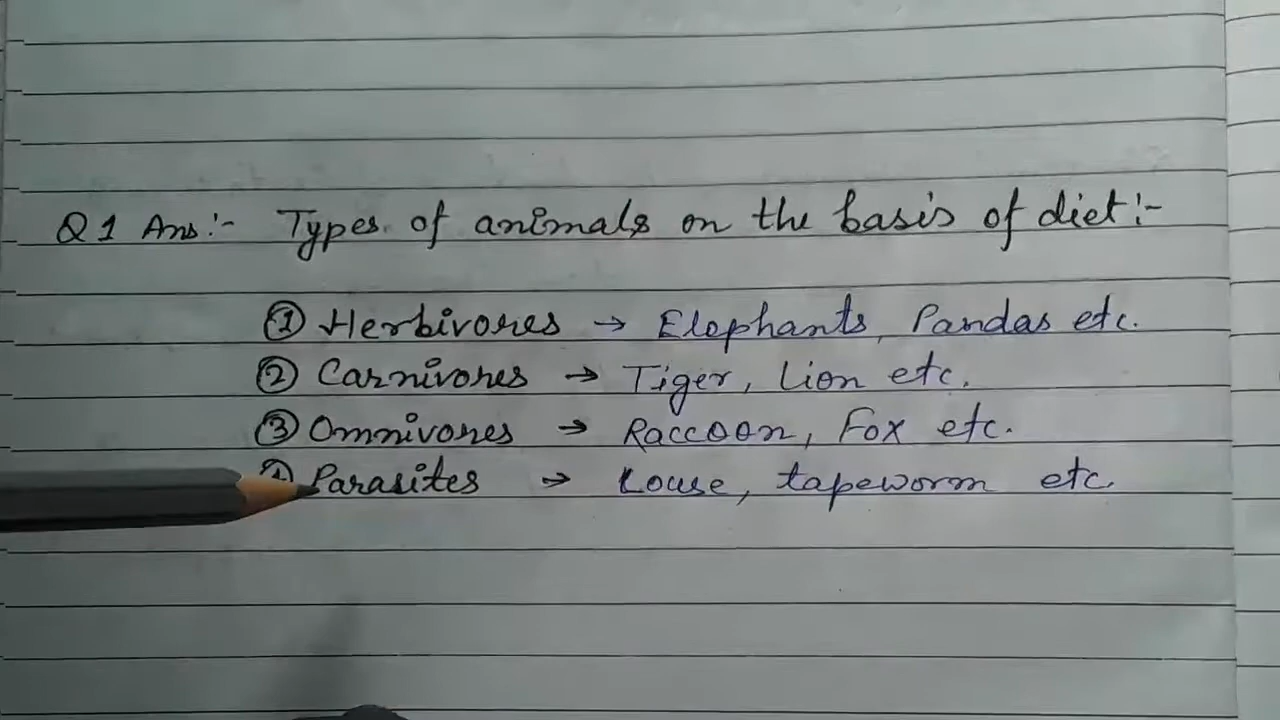 Q1 Ans:- Types of animals on the basis of diet:-
① Herbivores → Elephants, Pandas etc.
② Carnivores → Tiger, Lion etc.
③ Omnivores → Raccoon, Fox etc.
④ Parasites → Louse, tapeworm etc.